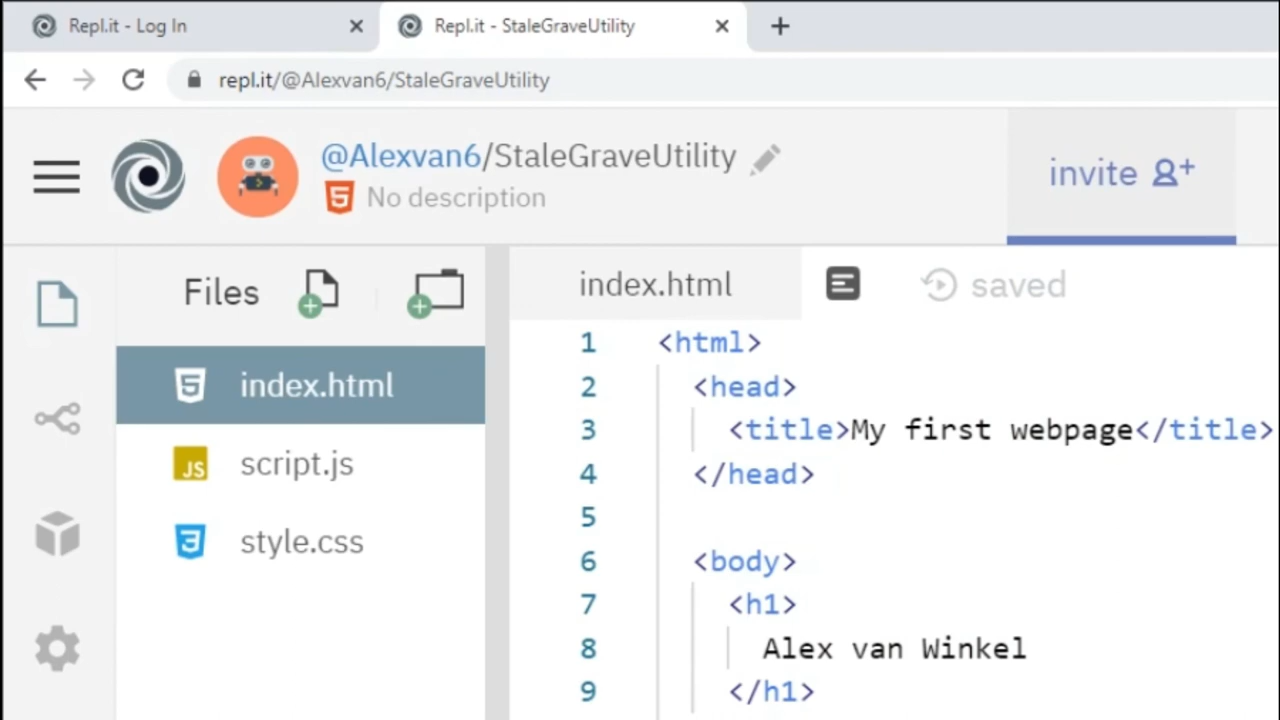 Repl.it - Log In
Repl.it - StaleGraveUtility
repl.it/@Alexvan6/StaleGraveUtility
@Alexvan6/StaleGraveUtility
No description
invite
Files
index.html
script.js
style.css
index.html
saved
1 <html>
2 <head>
3 <title>My first webpage</title>
4 </head>
5
6 <body>
7 <h1>
8 Alex van Winkel
9 </h1>